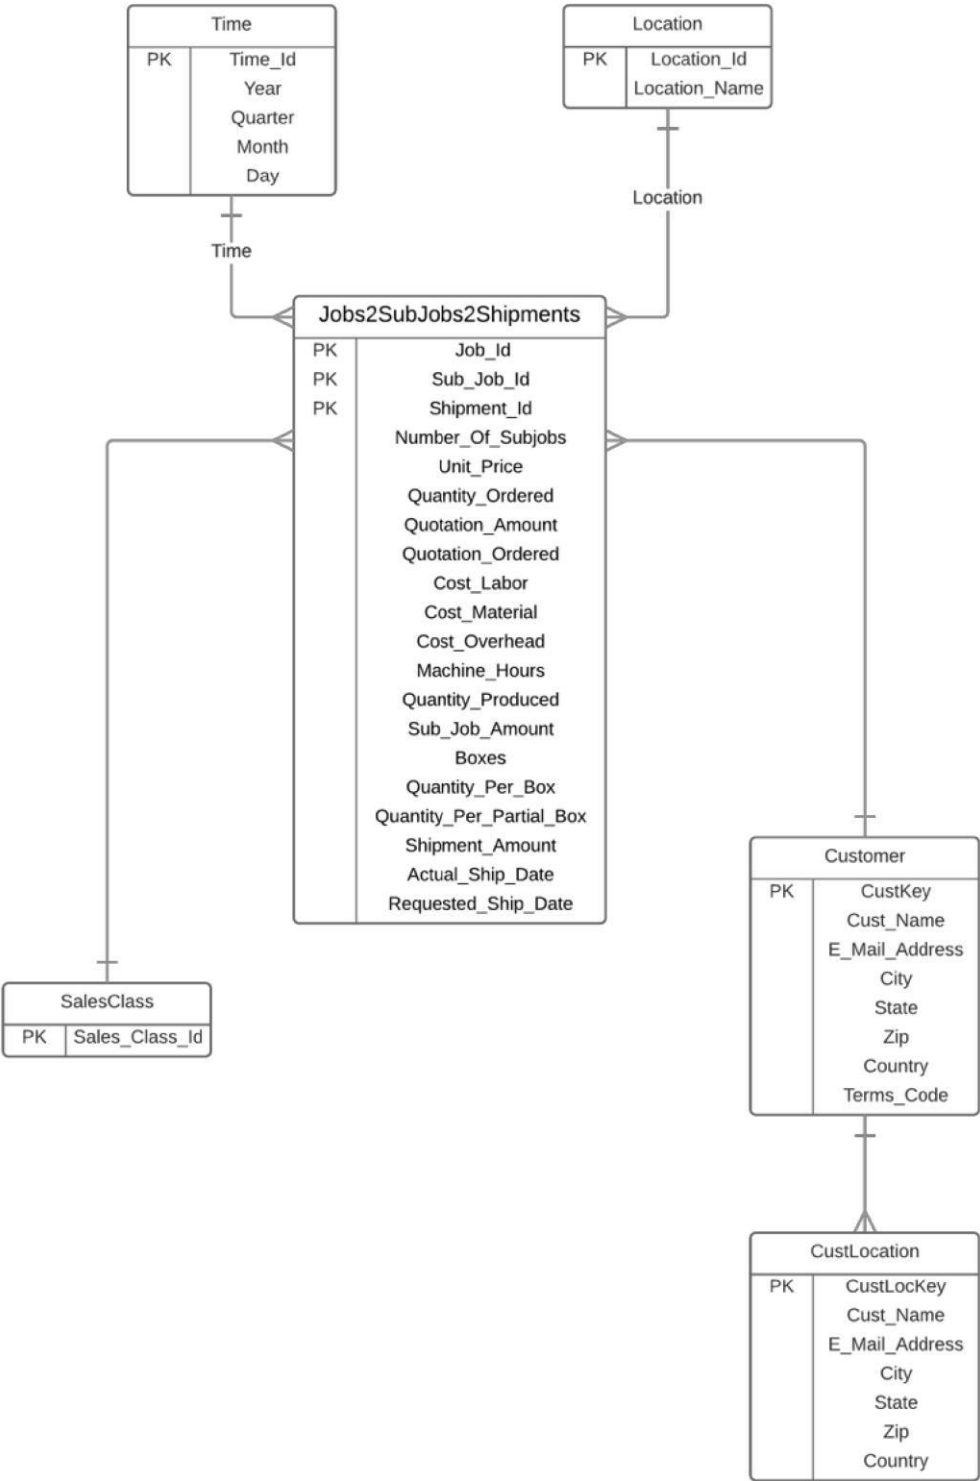 Time
PK Time_Id
Year
Quarter
Month
Day
Time
Location
PK Location_Id
Location_Name
Location
Jobs2SubJobs2Shipments
PK Job_Id
PK Sub_Job_Id
PK Shipment_Id
Number_Of_Subjobs
Unit_Price
Quantity_Ordered
Quotation_Amount
Quotation_Ordered
Cost_Labor
Cost_Material
Cost_Overhead
Machine_Hours
Quantity_Produced
Sub_Job_Amount
Boxes
Quantity_Per_Box
Quantity_Per_Partial_Box
Shipment_Amount
Actual_Ship_Date
Requested_Ship_Date
SalesClass
PK Sales_Class_Id
Customer
PK CustKey
Cust_Name
E_Mail_Address
City
State
Zip
Country
Terms_Code
CustLocation
PK CustLocKey
Cust_Name
E_Mail_Address
City
State
Zip
Country